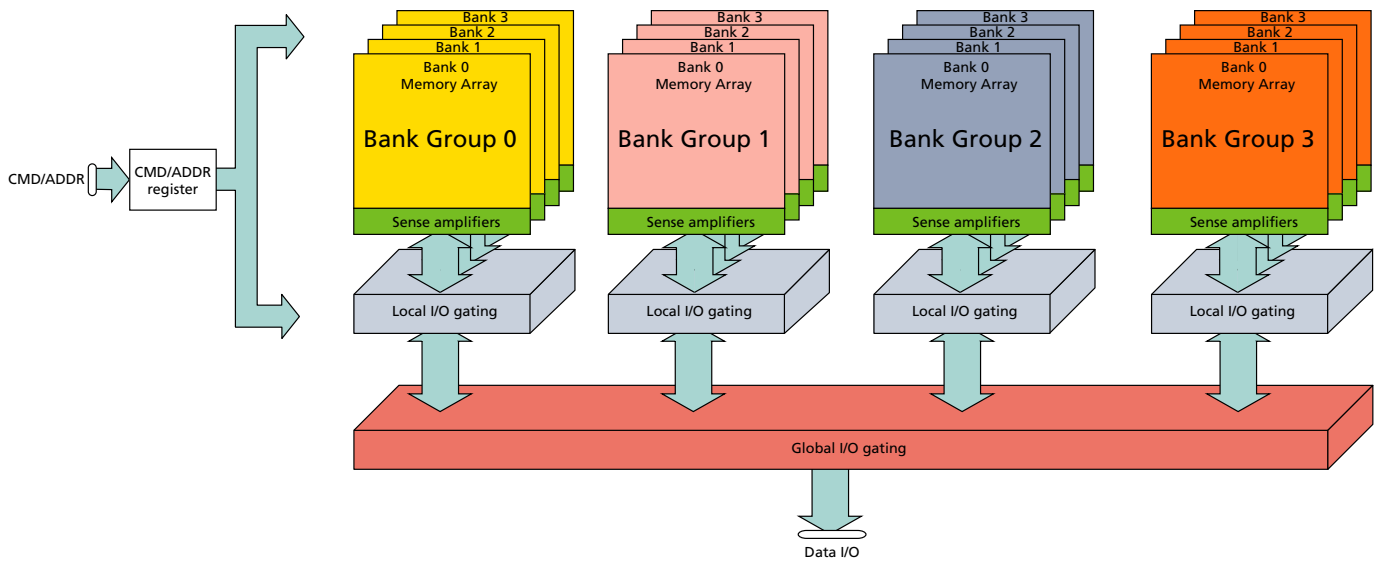 Bank 3
Bank 2
Bank 1
Bank 0
Memory Array
Bank Group 0
Sense amplifiers
Local I/O gating
Bank 3
Bank 2
Bank 1
Bank 0
Memory Array
Bank Group 1
Sense amplifiers
Local I/O gating
Bank 3
Bank 2
Bank 1
Bank 0
Memory Array
Bank Group 2
Sense amplifiers
Local I/O gating
Bank 3
Bank 2
Bank 1
Bank 0
Memory Array
Bank Group 3
Sense amplifiers
Local I/O gating
CMD/ADDR
CMD/ADDR
register
Global I/O gating
Data I/O